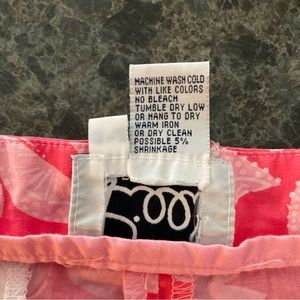 MACHINE WASH COLD
WITH LIKE COLORS
NO BLEACH
TUMBLE DRY LOW
OR HANG TO DRY
WARM IRON
OR DRY CLEAN
POSSIBLE 5%
SHRINKAGE